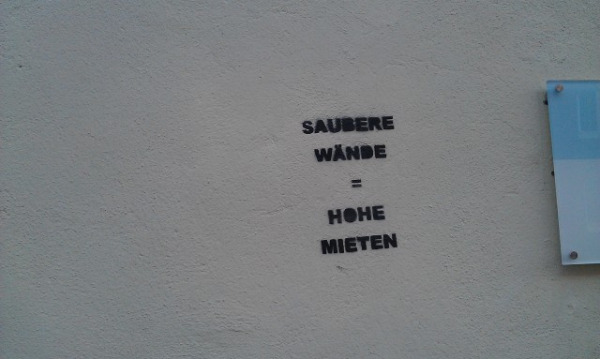 SAUBERE
WÄNDE
=
HOHE
MIETEN